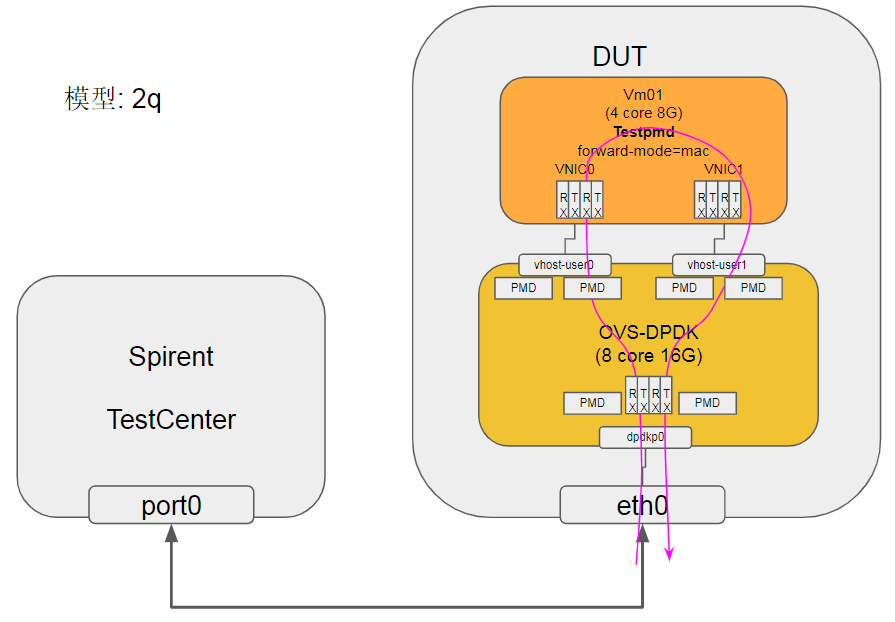 模型: 2q
DUT
Vm01
(4 core 8G)
Testpmd
forward-mode=mac
VNIC0 VNIC1
R T R T R T R T
X X X X X X X X
vhost-user0 vhost-user1
PMD PMD PMD PMD
OVS-DPDK
(8 core 16G)
R T R T
X X X X
PMD PMD
dpdkp0
eth0
Spirent
TestCenter
port0